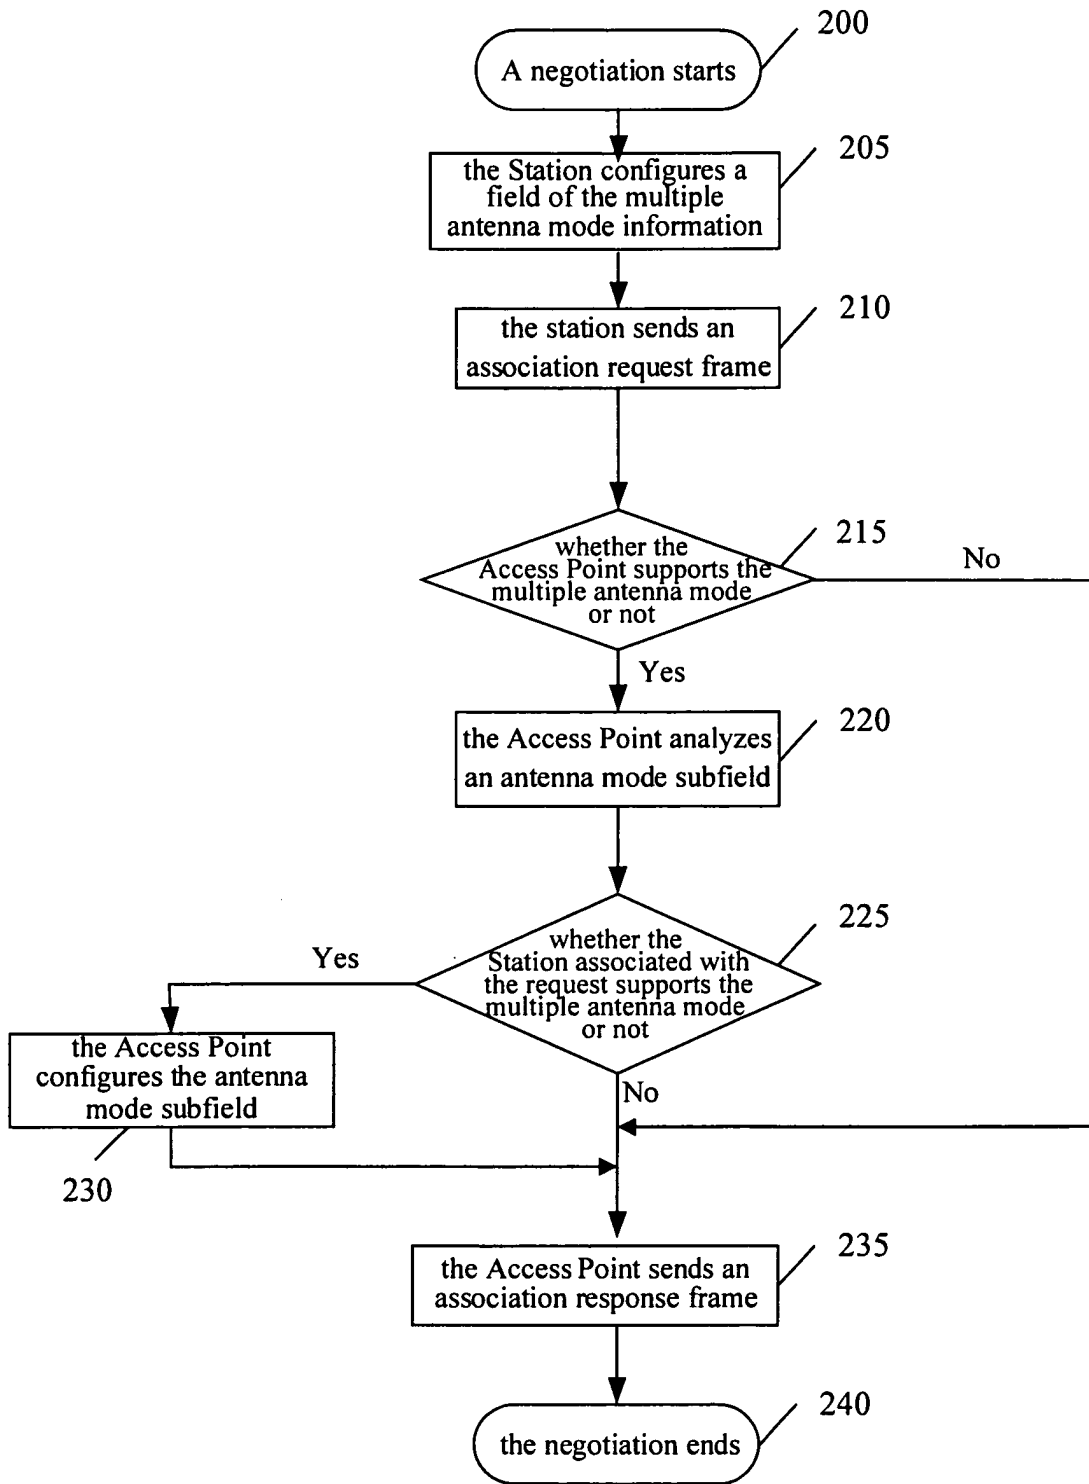 200
A negotiation starts
205
the Station configures a
field of the multiple
antenna mode information
210
the station sends an
association request frame
215
whether the
Access Point supports the
multiple antenna mode
or not
No
Yes
220
the Access Point analyzes
an antenna mode subfield
225
whether the
Station associated with
the request supports the
multiple antenna mode
or not
Yes
the Access Point
configures the antenna
mode subfield
No
230
235
the Access Point sends an
association response frame
240
the negotiation ends